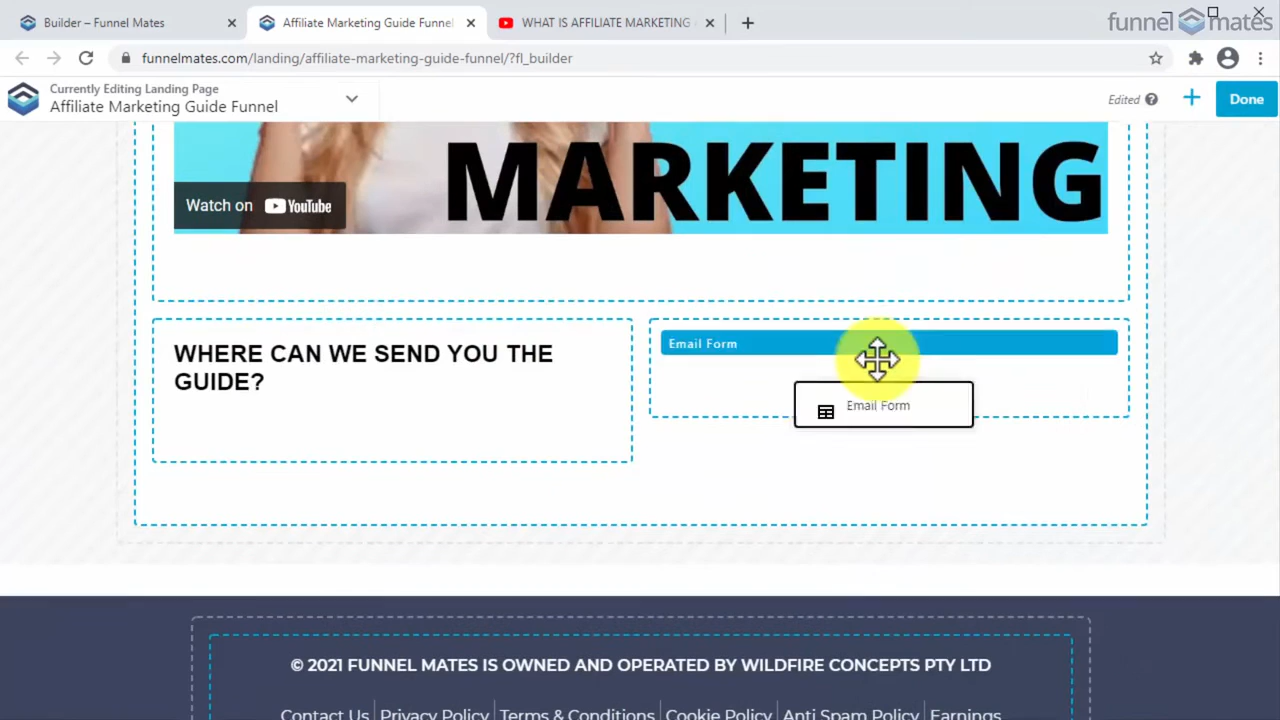 Builder – Funnel Mates
Affiliate Marketing Guide Funnel
WHAT IS AFFILIATE MARKETING
funnel mates
funnelmates.com/landing/affiliate-marketing-guide-funnel/?fl_builder
Currently Editing Landing Page
Affiliate Marketing Guide Funnel
Edited
Done
MARKETING
Watch on YouTube
WHERE CAN WE SEND YOU THE
GUIDE?
Email Form
Email Form
© 2021 FUNNEL MATES IS OWNED AND OPERATED BY WILDFIRE CONCEPTS PTY LTD
Contact Us | Privacy Policy | Terms & Conditions | Cookie Policy | Anti Spam Policy | Earnings